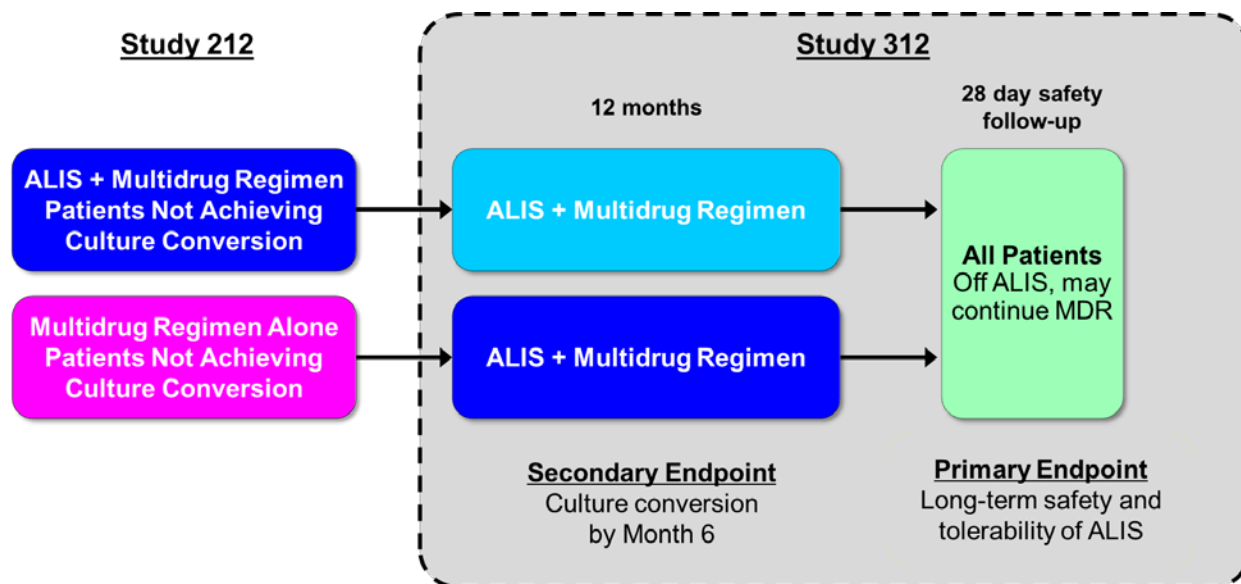 Study 212
Study 312
12 months
28 day safety
follow-up
ALIS + Multidrug Regimen
Patients Not Achieving
Culture Conversion
ALIS + Multidrug Regimen
Multidrug Regimen Alone
Patients Not Achieving
Culture Conversion
ALIS + Multidrug Regimen
All Patients
Off ALIS, may
continue MDR
Secondary Endpoint
Culture conversion
by Month 6
Primary Endpoint
Long-term safety and
tolerability of ALIS